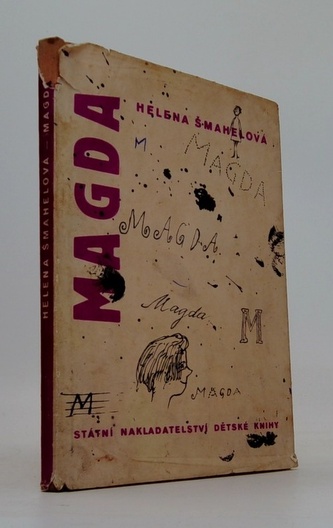 HELENA ŠMAHELOVÁ — MAGDA
MAGDA
HELENA ŠMAHELOVÁ
M
MAGDA
MAGDA
Magda
M
MAGDA
M
STÁTNÍ NAKLADATELSTVÍ DĚTSKÉ KNIHY